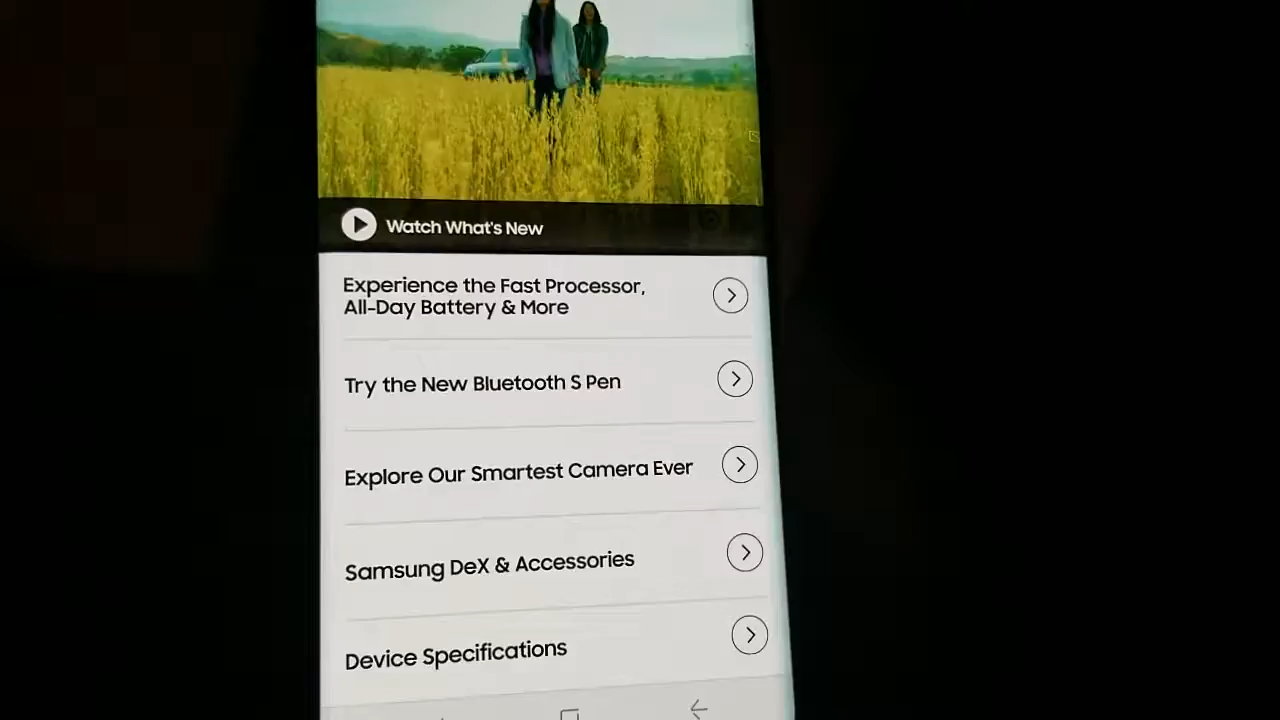 Watch What's New
Experience the Fast Processor,
All-Day Battery & More
Try the New Bluetooth S Pen
Explore Our Smartest Camera Ever
Samsung DeX & Accessories
Device Specifications